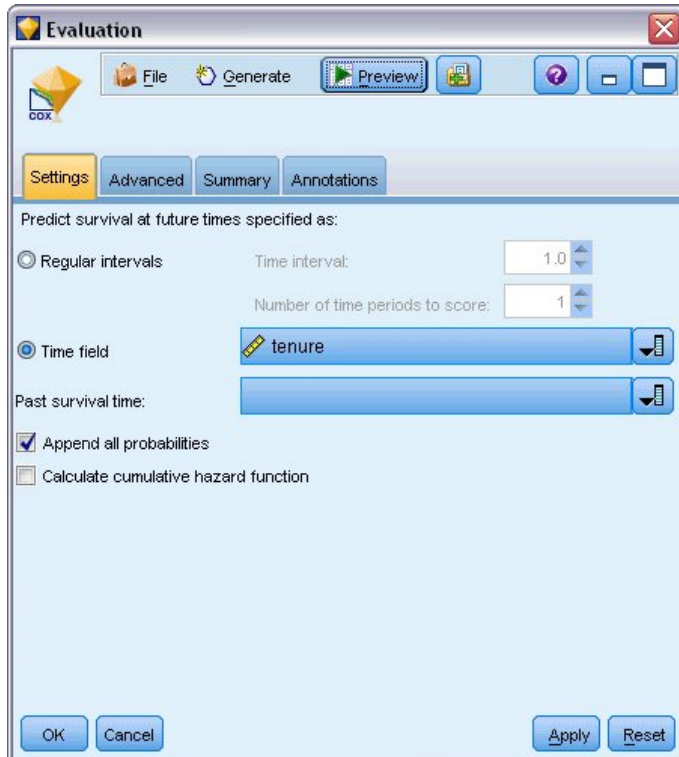 Evaluation
File Generate Preview
COX
Settings Advanced Summary Annotations
Predict survival at future times specified as:
Regular intervals Time interval: 1.0
Number of time periods to score: 1
Time field tenure
Past survival time:
Append all probabilities
Calculate cumulative hazard function
OK Cancel Apply Reset